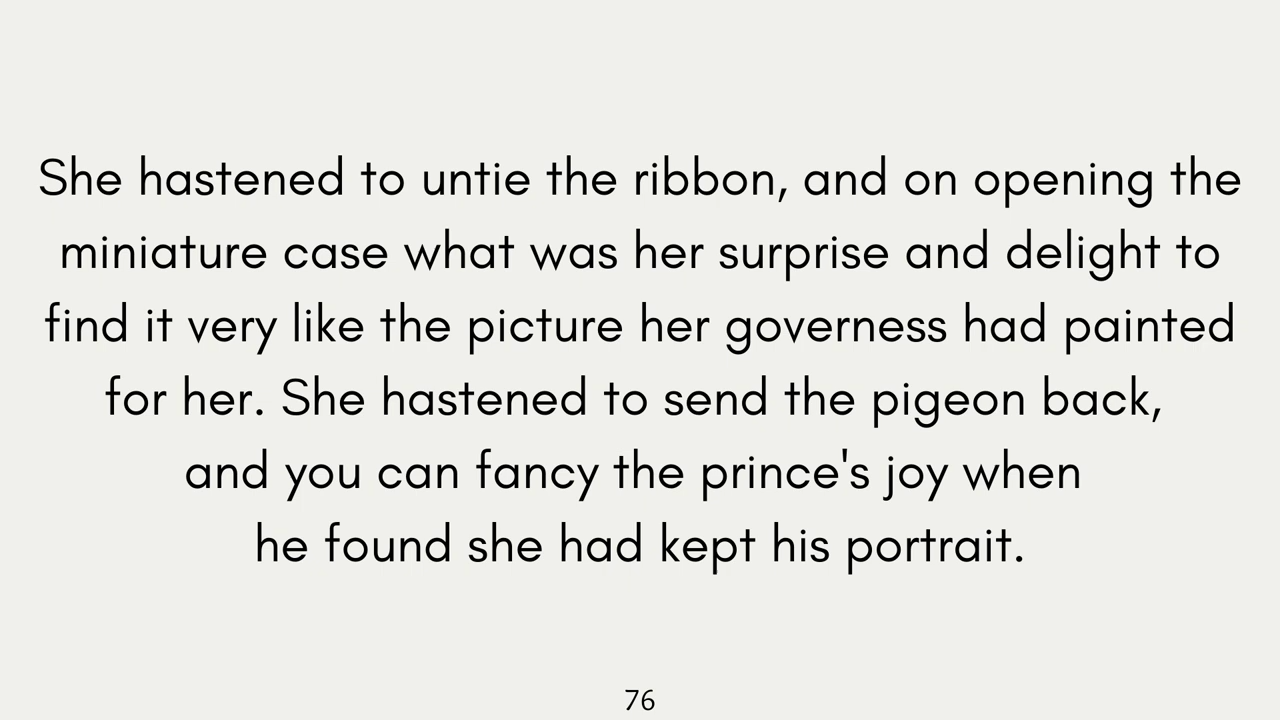 She hastened to untie the ribbon, and on opening the
miniature case what was her surprise and delight to
find it very like the picture her governess had painted
for her. She hastened to send the pigeon back,
and you can fancy the prince's joy when
he found she had kept his portrait.
76